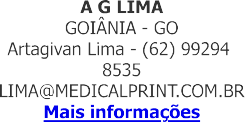 A G LIMA
GOIÂNIA - GO
Artagivan Lima - (62) 99294
8535
LIMA@MEDICALPRINT.COM.BR
Mais informações